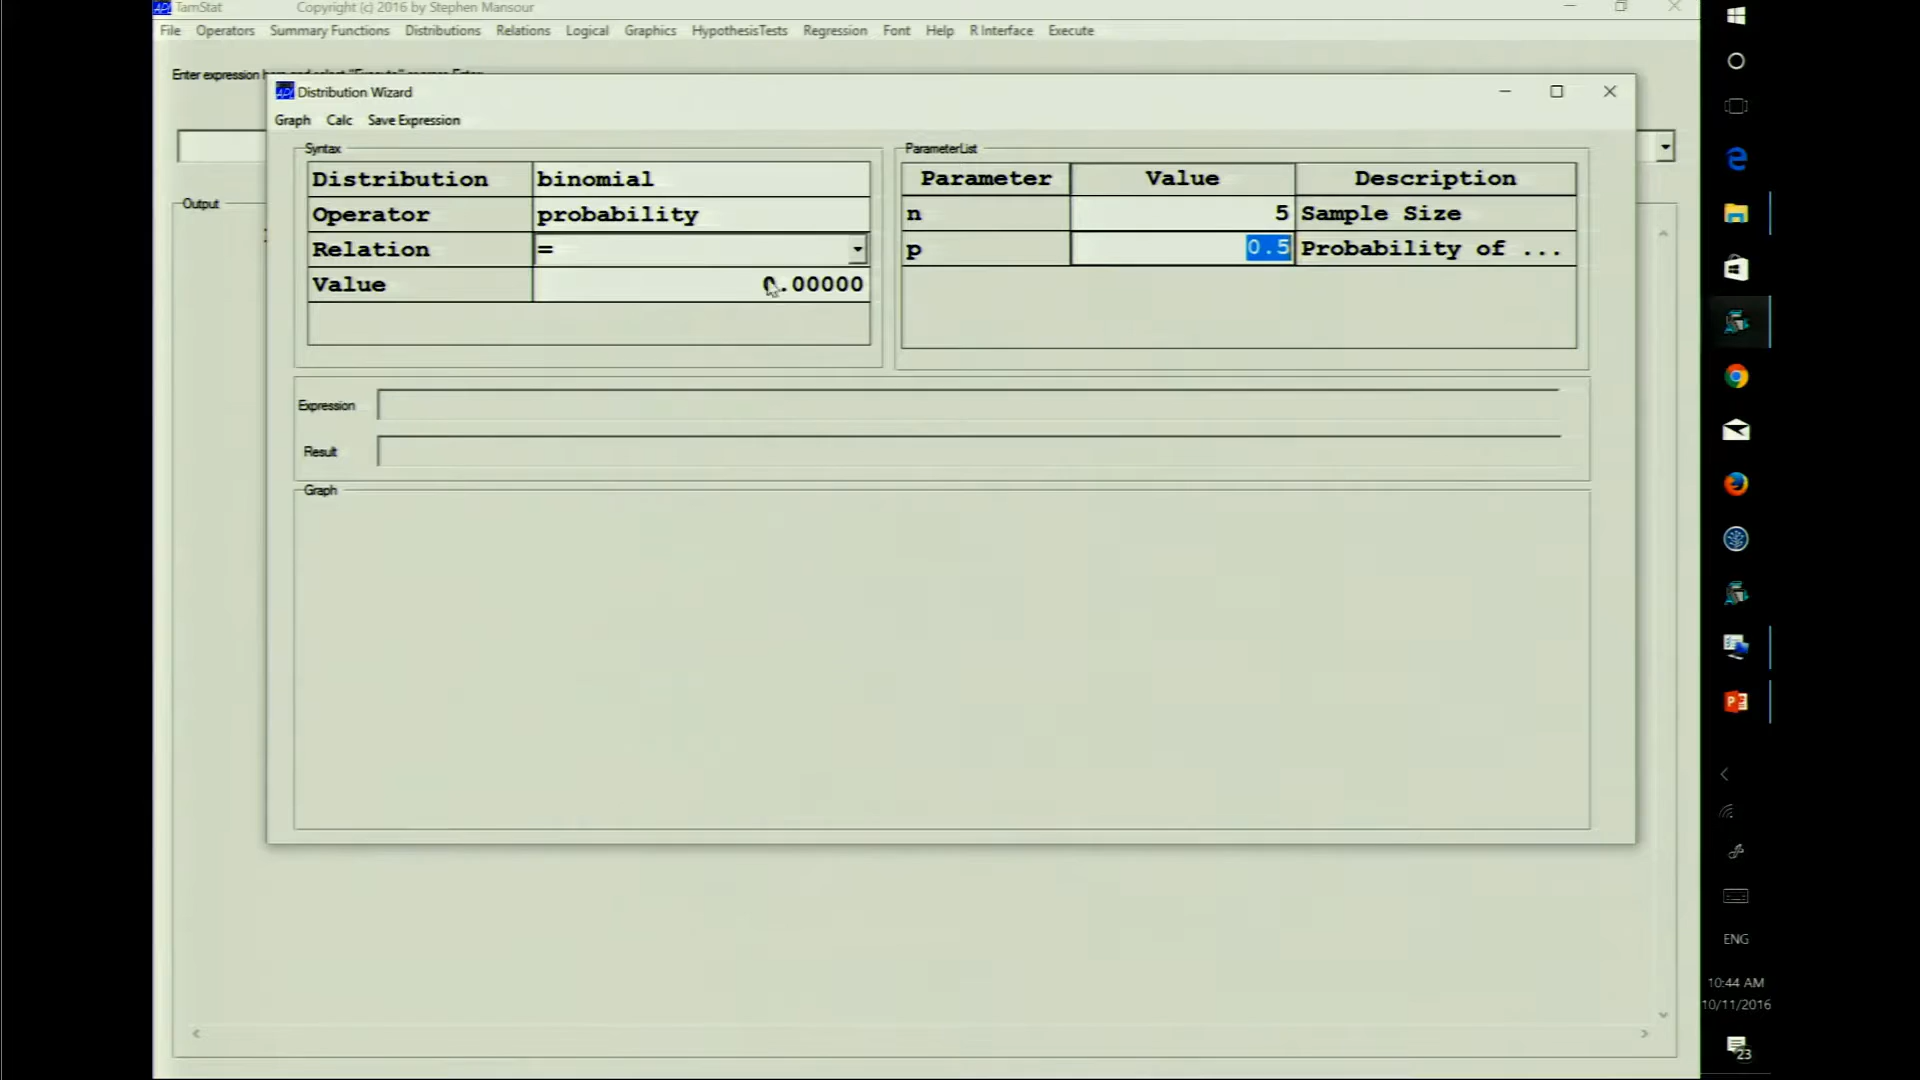 TamStat Copyright (c) 2016 by Stephen Mansour
File Operators Summary Functions Distributions Relations Logical Graphics HypothesisTests Regression Font Help R Interface Execute
Enter expression
Distribution Wizard
Graph Calc Save Expression
Syntax
Distribution binomial
Operator probability
Relation =
Value 0.00000
ParameterList
Parameter Value Description
n 5 Sample Size
p 0.5 Probability of ...
Output
Expression
Result
Graph
ENG
10:44 AM
10/11/2016
23